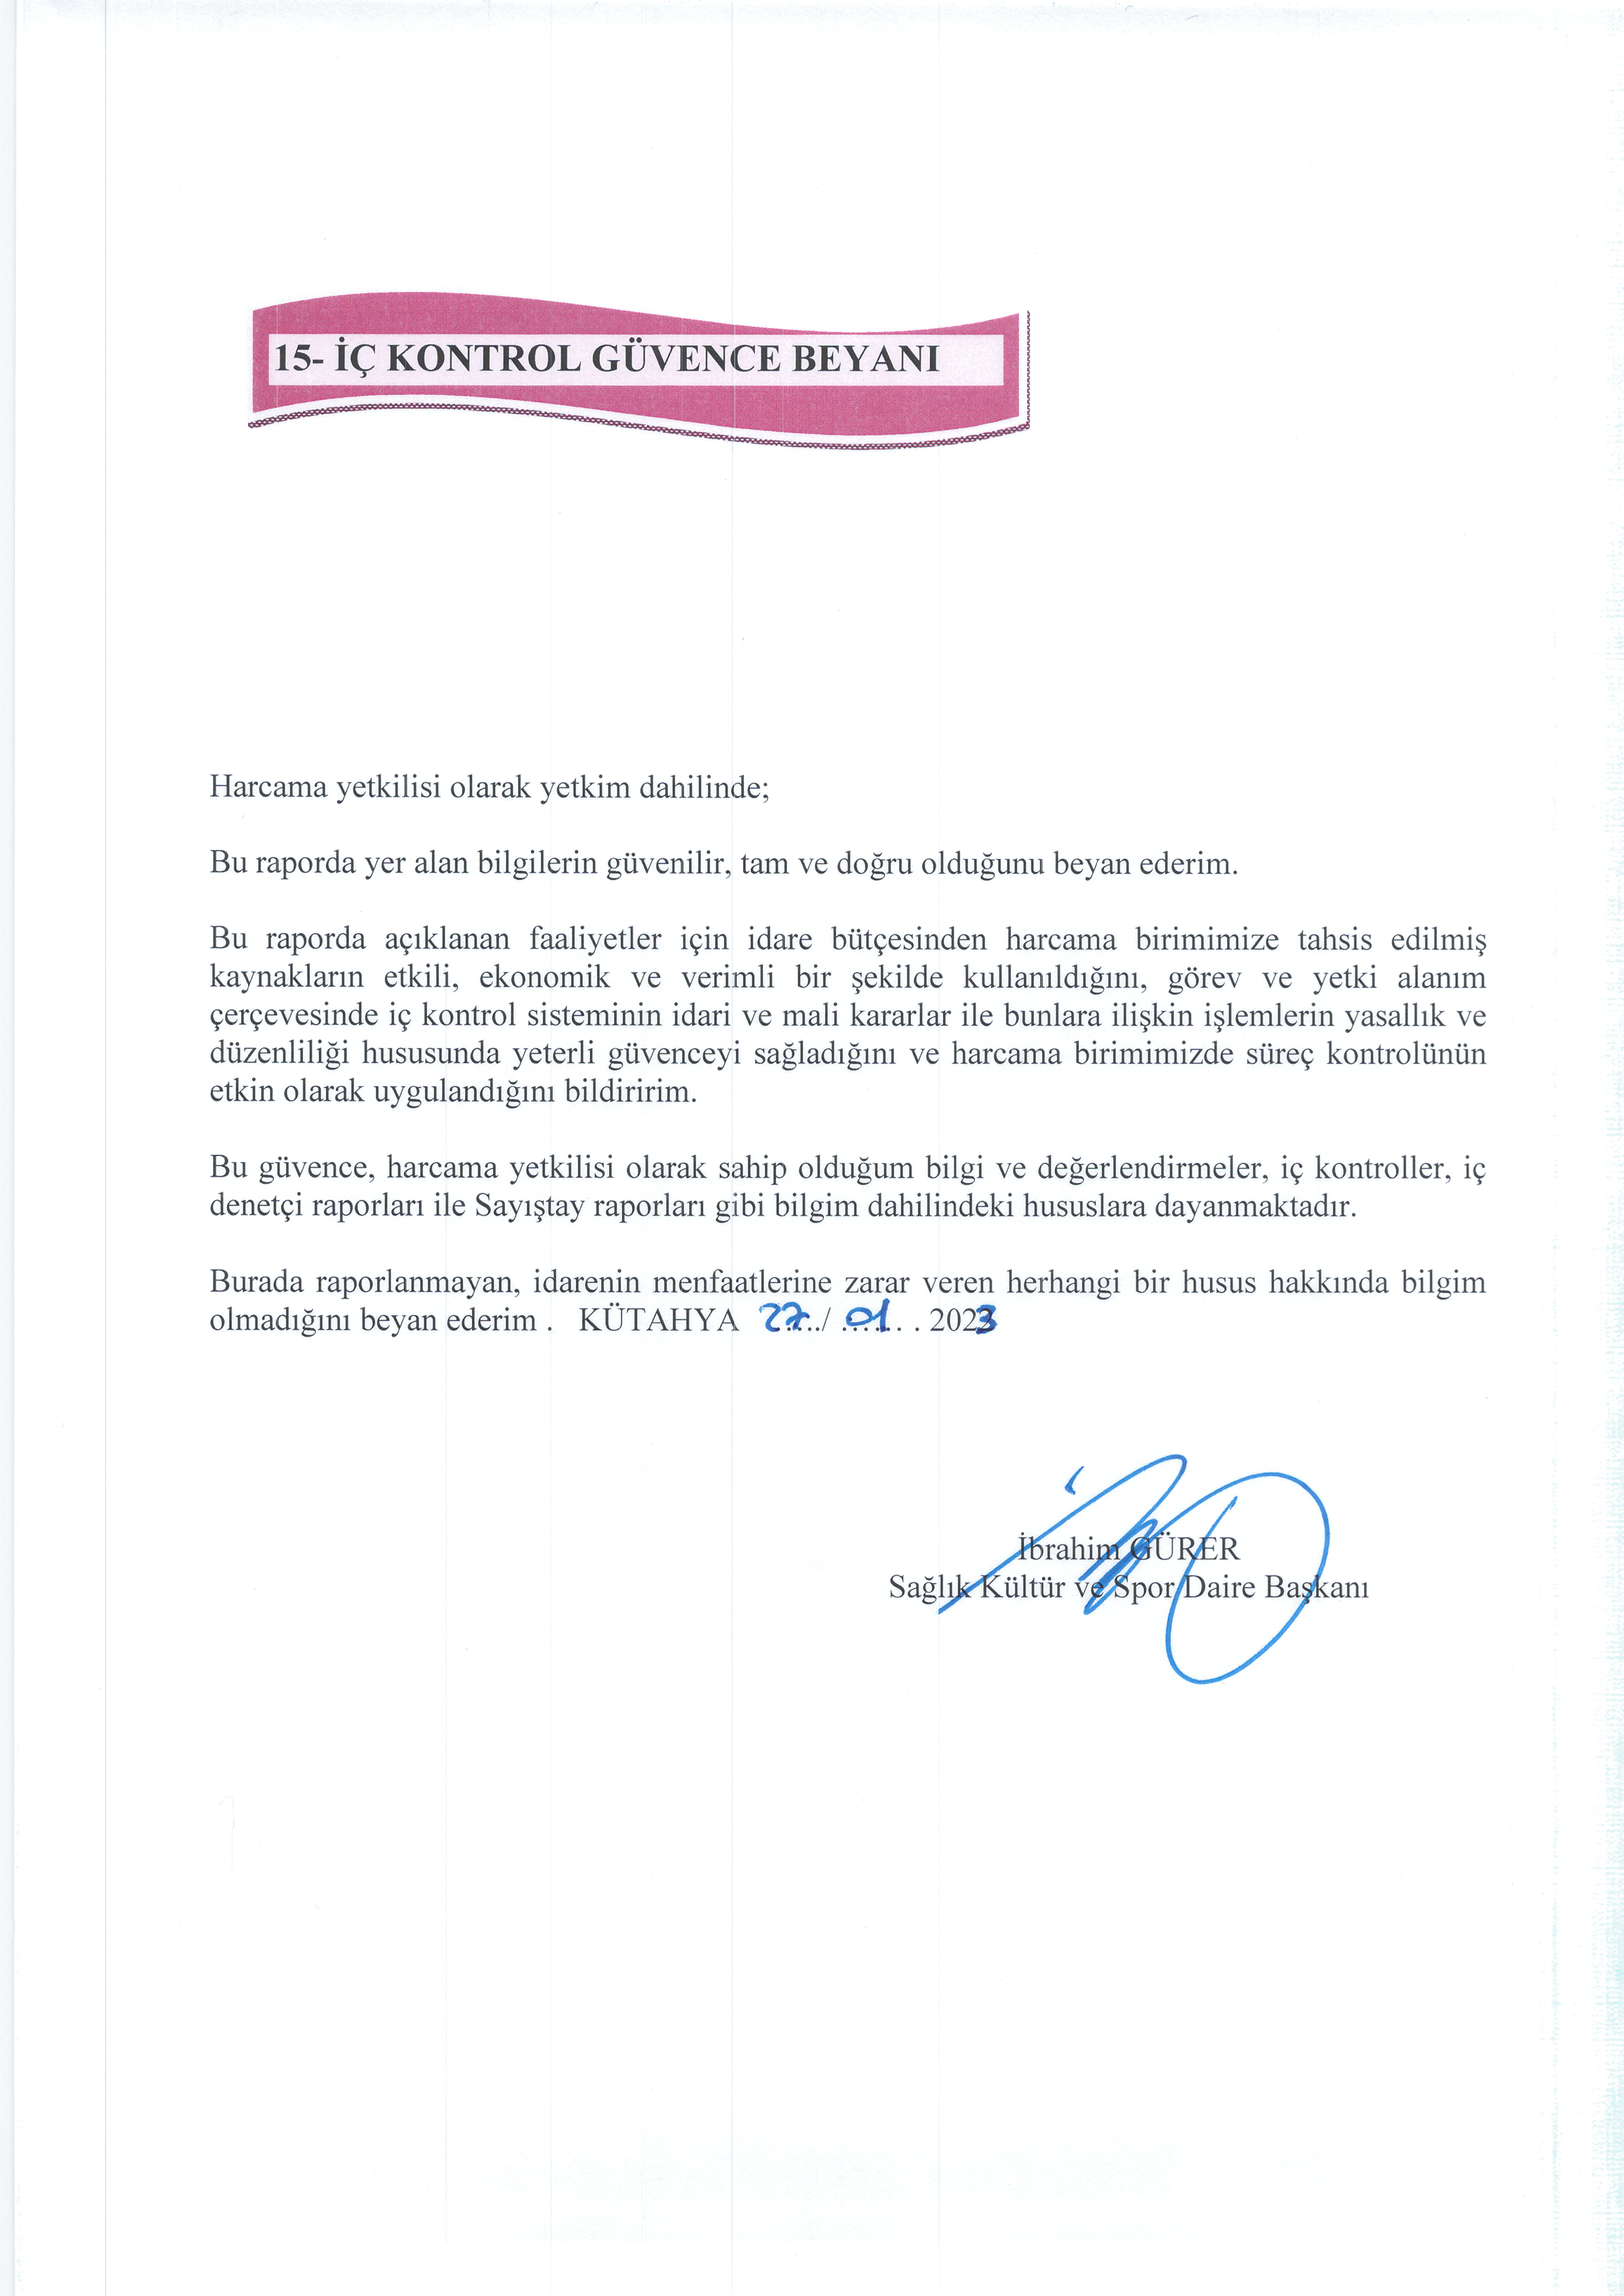 15- İÇ KONTROL GÜVENCE BEYANI
Harcama yetkilisi olarak yetkim dahilinde;
Bu raporda yer alan bilgilerin güvenilir, tam ve doğru olduğunu beyan ederim.
Bu raporda açıklanan faaliyetler için idare bütçesinden harcama birimimize tahsis edilmiş
kaynakların etkili, ekonomik ve verimli bir şekilde kullanıldığını, görev ve yetki alanım
çerçevesinde iç kontrol sisteminin idari ve mali kararlar ile bunlara ilişkin işlemlerin yasallık ve
düzenliliği hususunda yeterli güvenceyi sağladığını ve harcama birimimizde süreç kontrolünün
etkin olarak uygulandığını bildiririm.
Bu güvence, harcama yetkilisi olarak sahip olduğum bilgi ve değerlendirmeler, iç kontroller, iç
denetçi raporları ile Sayıştay raporları gibi bilgim dahilindeki hususlara dayanmaktadır.
Burada raporlanmayan, idarenin menfaatlerine zarar veren herhangi bir husus hakkında bilgim
olmadığını beyan ederim . KÜTAHYA 27../ 01 . 2023
İbrahim GÜRER
Sağlık Kültür ve Spor Daire Başkanı